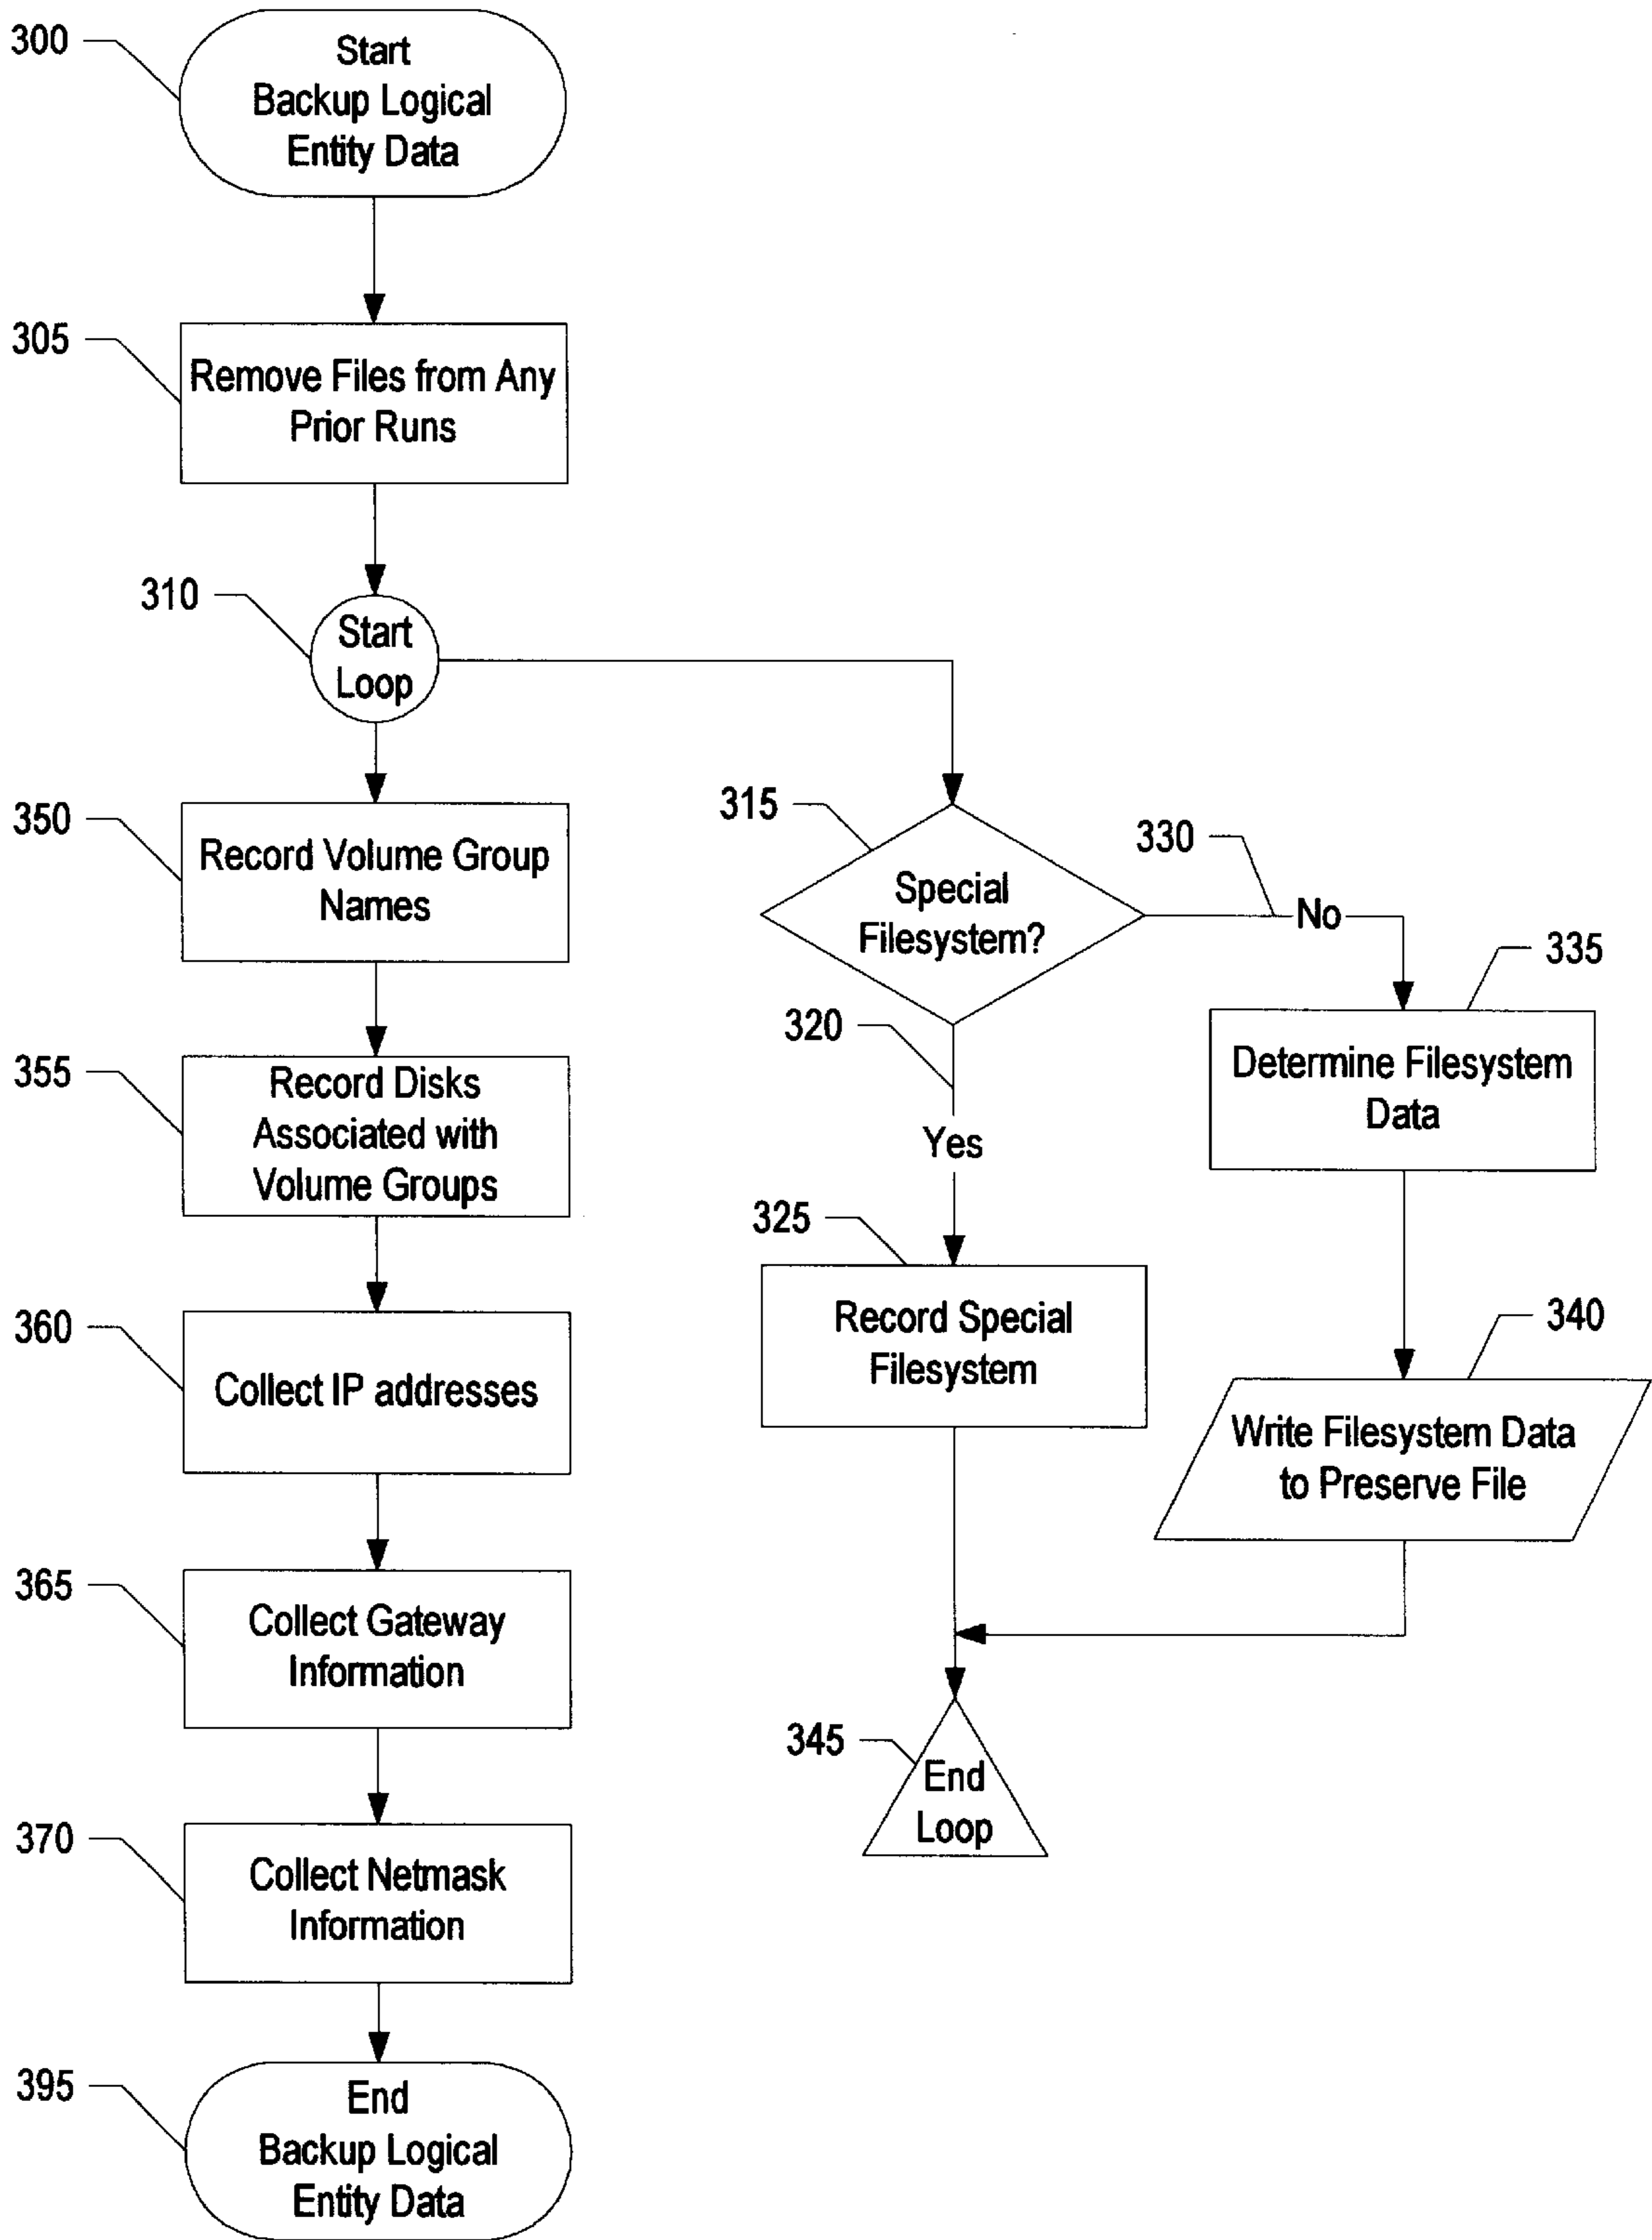 300
Start
Backup Logical
Entity Data
305
Remove Files from Any
Prior Runs
310
Start
Loop
350
Record Volume Group
Names
355
Record Disks
Associated with
Volume Groups
360
Collect IP addresses
365
Collect Gateway
Information
370
Collect Netmask
Information
395
End
Backup Logical
Entity Data
315
Special
Filesystem?
320
Yes
325
Record Special
Filesystem
330
No
335
Determine Filesystem
Data
340
Write Filesystem Data
to Preserve File
345
End
Loop